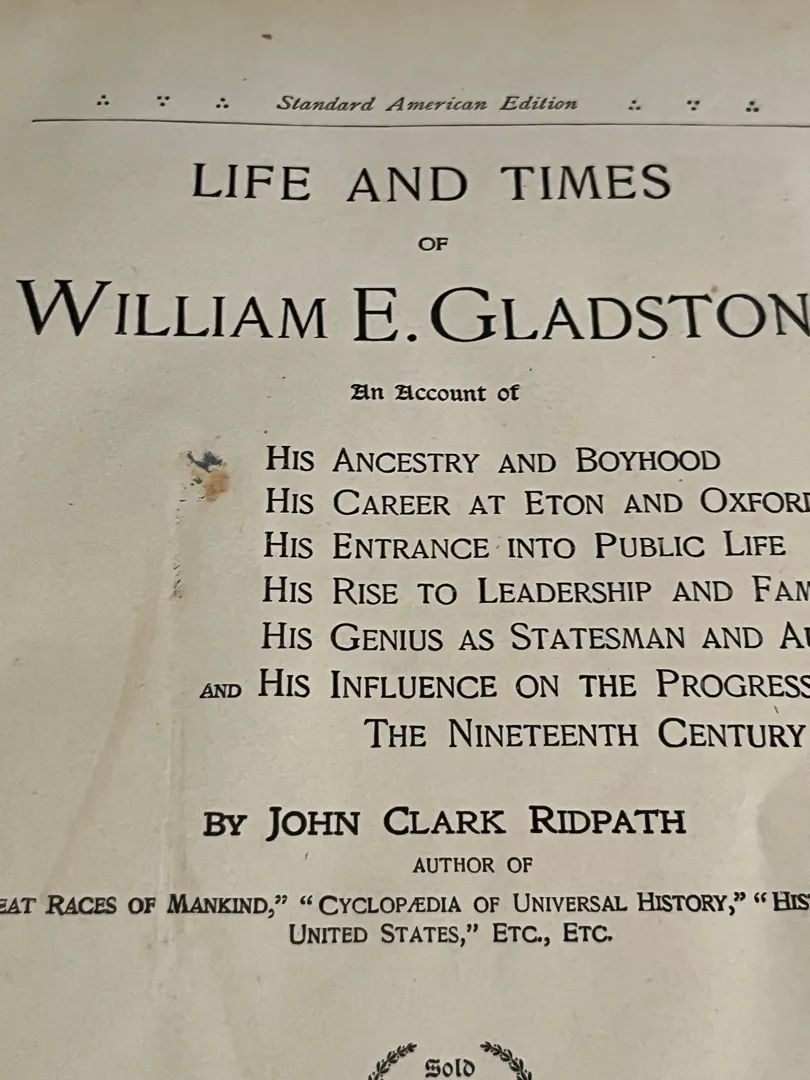 Standard American Edition
LIFE AND TIMES
OF
WILLIAM E. GLADSTON
An Account of
HIS ANCESTRY AND BOYHOOD
HIS CAREER AT ETON AND OXFORD
HIS ENTRANCE INTO PUBLIC LIFE
HIS RISE TO LEADERSHIP AND FAM
HIS GENIUS AS STATESMAN AND AU
AND HIS INFLUENCE ON THE PROGRESS
THE NINETEENTH CENTURY
BY JOHN CLARK RIDPATH
AUTHOR OF
EAT RACES OF MANKIND," "CYCLOPÆDIA OF UNIVERSAL HISTORY," "HIS
UNITED STATES," ETC., ETC.
Sold